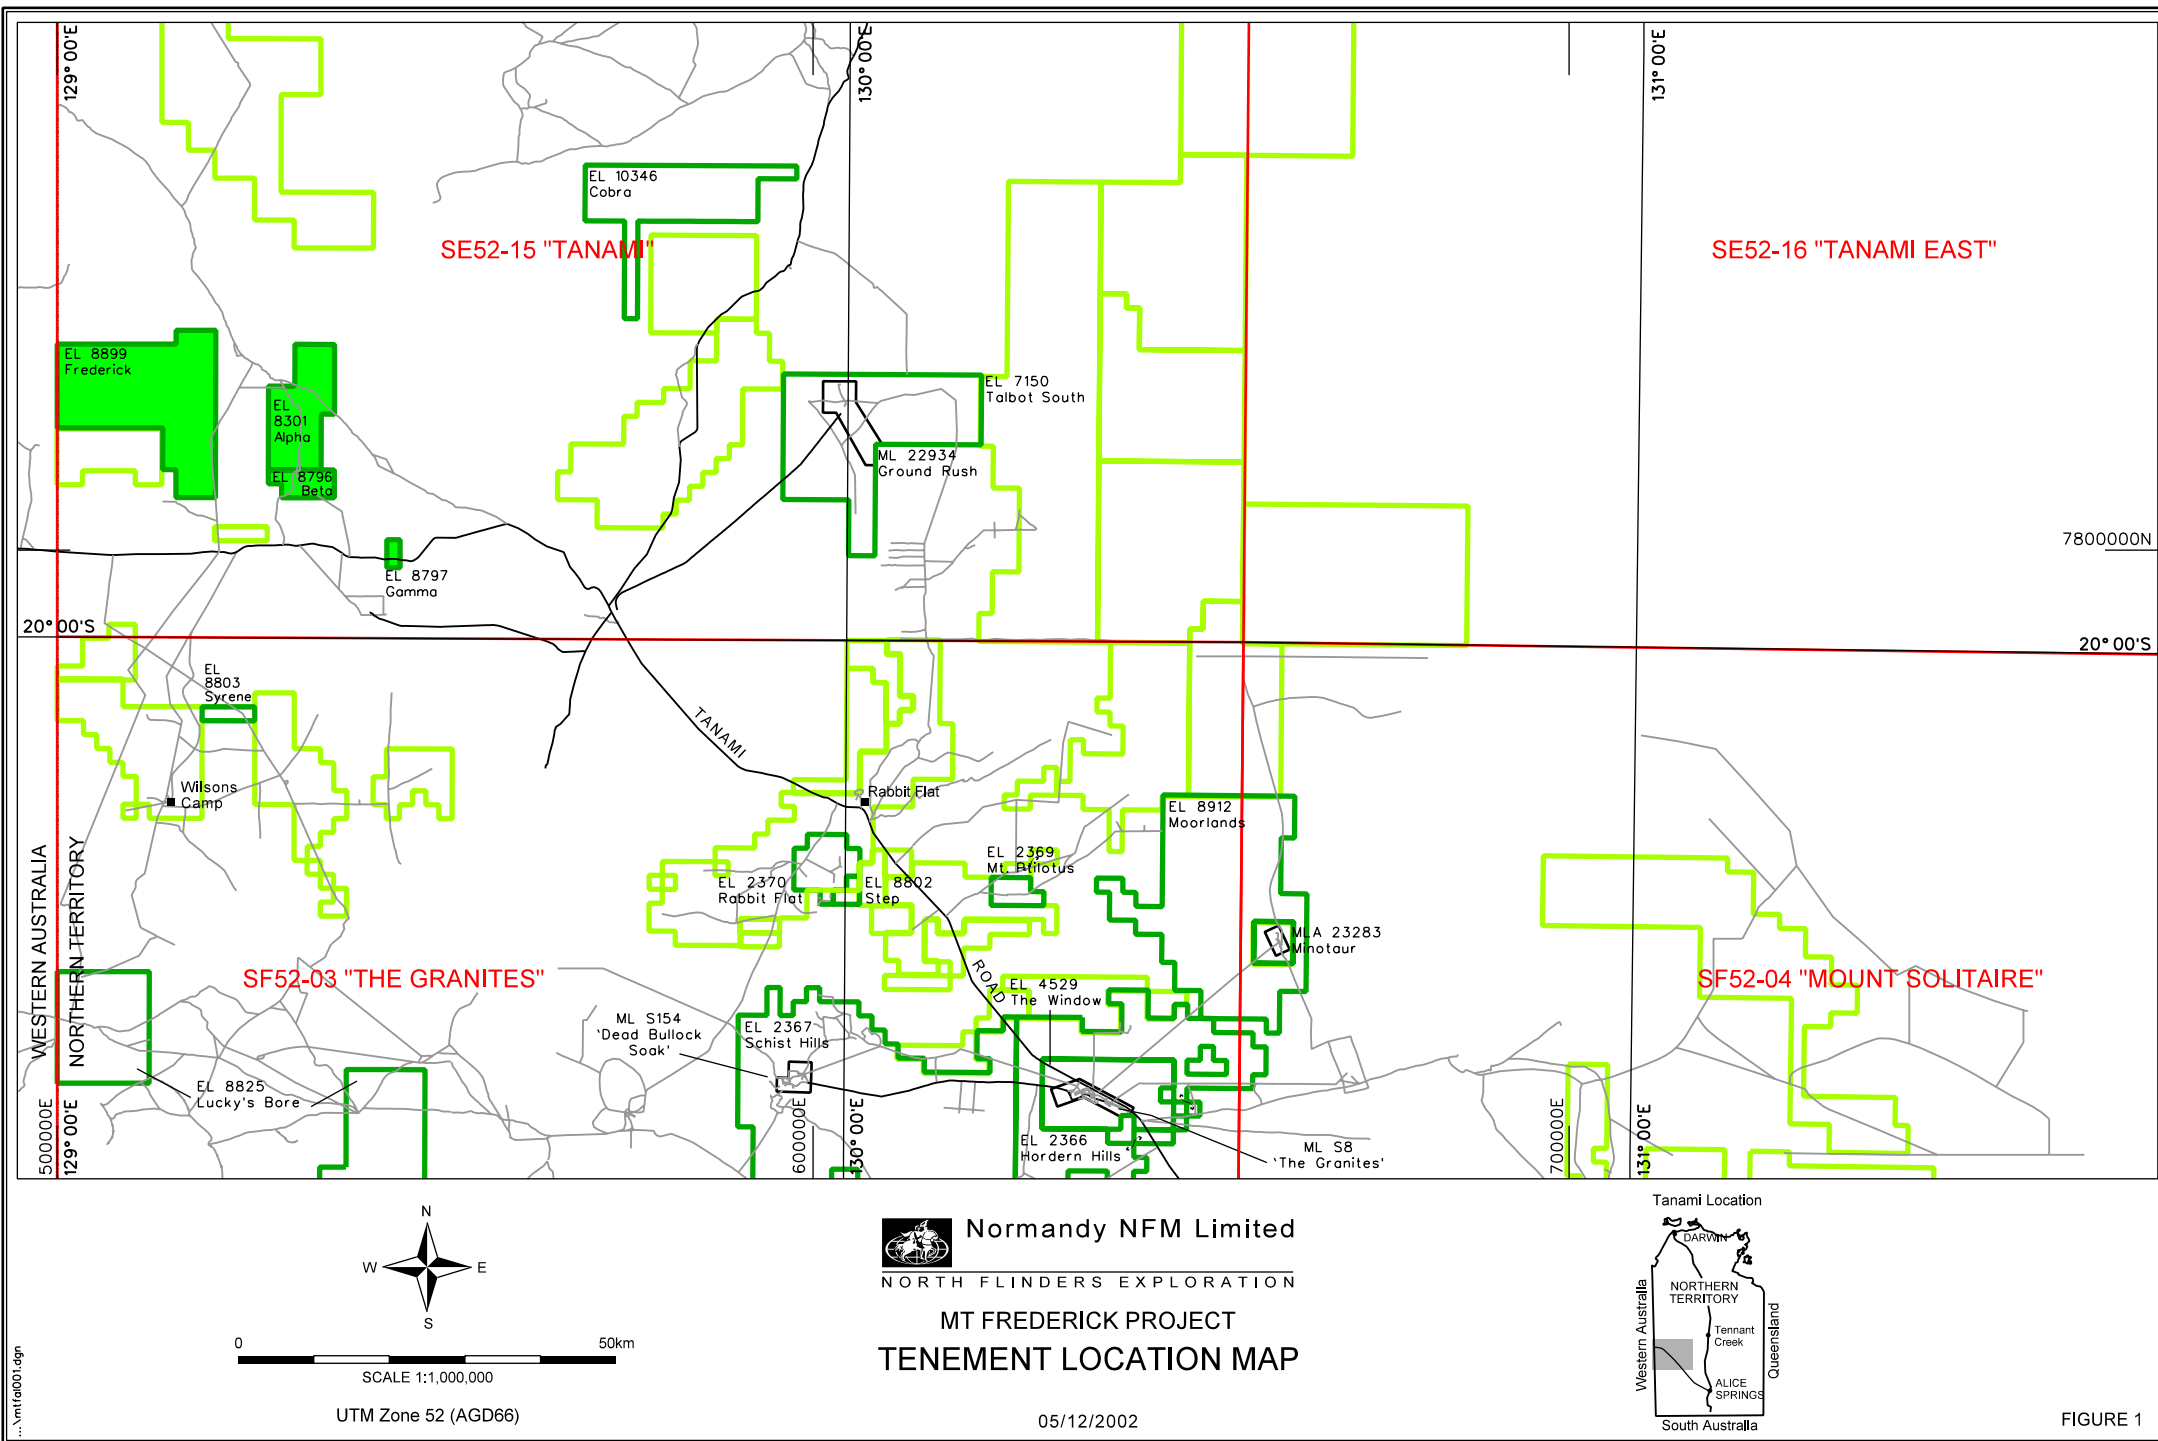 129° 00'E
130° 00'E
131° 00'E
EL 10346
Cobra
SE52-15 "TANAMI"
SE52-16 "TANAMI EAST"
EL 8899
Frederick
EL
8301
Alpha
EL 8796
Beta
EL 7150
Talbot South
ML 22934
Ground Rush
7800000N
EL 8797
Gamma
20° 00'S
20° 00'S
EL
8803
Syrene
TANAMI
Wilsons
Camp
Rabbit Flat
EL 8912
Moorlands
EL 2369
Mt. Ptilotus
EL 2370
Rabbit Flat
EL 8802
Step
MLA 23283
Minotaur
WESTERN AUSTRALIA
NORTHERN TERRITORY
SF52-03 "THE GRANITES"
ROAD
EL 4529
The Window
SF52-04 "MOUNT SOLITAIRE"
ML S154
'Dead Bullock
Soak'
EL 2367
Schist Hills
EL 8825
Lucky's Bore
EL 2366
Hordern Hills
ML S8
'The Granites'
500000E
129° 00'E
600000E
130° 00'E
700000E
131° 00'E
N
W
E
S
0
50km
SCALE 1:1,000,000
UTM Zone 52 (AGD66)
Normandy NFM Limited
NORTH FLINDERS EXPLORATION
MT FREDERICK PROJECT
TENEMENT LOCATION MAP
05/12/2002
Tanami Location
DARWIN
NORTHERN
TERRITORY
Tennant
Creek
ALICE
SPRINGS
Western Australia
Queensland
South Australia
FIGURE 1
...\mtfal001.dgn